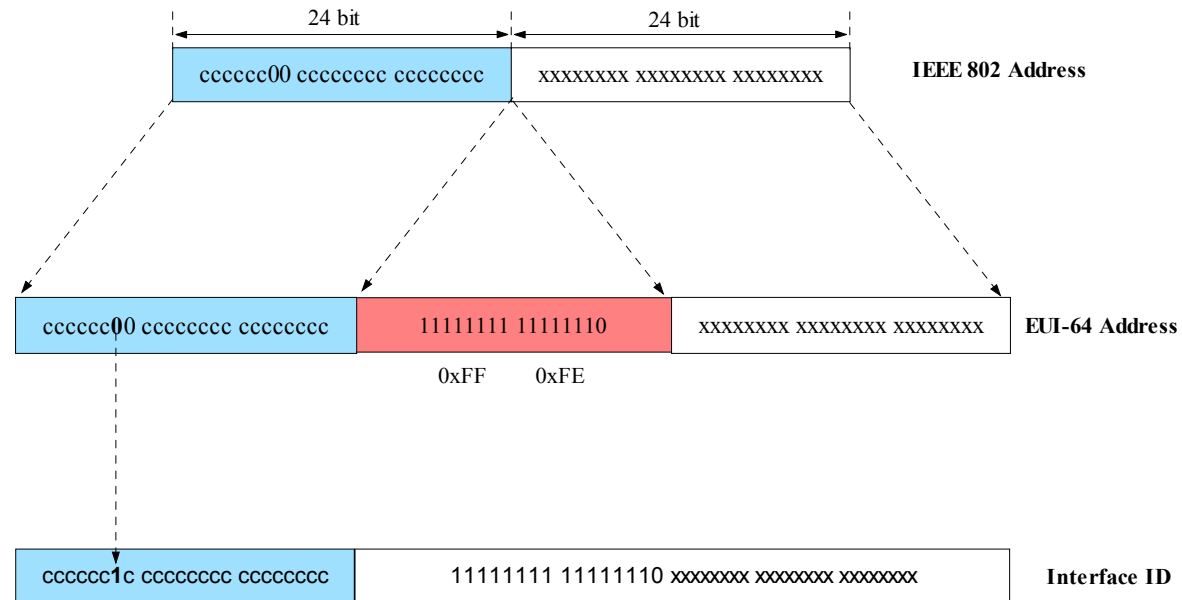 24 bit 24 bit
cccccc00 cccccccc cccccccc xxxxxxxx xxxxxxxx xxxxxxxx IEEE 802 Address
cccccc00 cccccccc cccccccc 11111111 11111110 xxxxxxxx xxxxxxxx xxxxxxxx EUI-64 Address
0xFF 0xFE
cccccc1c cccccccc cccccccc 11111111 11111110 xxxxxxxx xxxxxxxx xxxxxxxx Interface ID